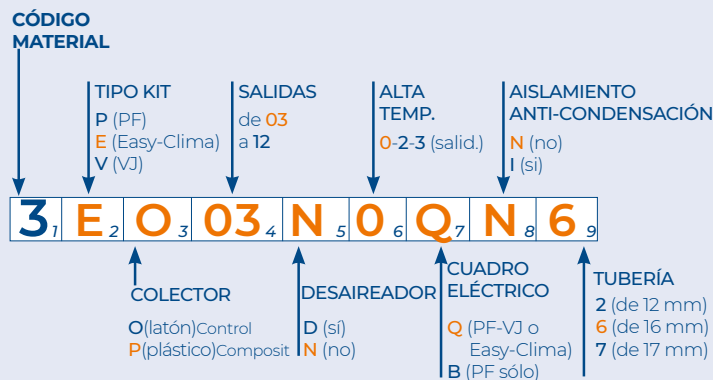 CÓDIGO
MATERIAL
TIPO KIT
P (PF)
E (Easy-Clima)
V (VJ)
SALIDAS
de 03
a 12
ALTA
TEMP.
0-2-3 (salid.)
AISLAMIENTO
ANTI-CONDENSACIÓN
N (no)
I (si)
3 1 E 2 O 3 03 4 N 5 0 6 Q 7 N 8 6 9
COLECTOR
O(latón)Control
P(plástico)Composit
DESAIREADOR
D (sí)
N (no)
CUADRO
ELÉCTRICO
Q (PF-VJ o
Easy-Clima)
B (PF sólo)
TUBERÍA
2 (de 12 mm)
6 (de 16 mm)
7 (de 17 mm)